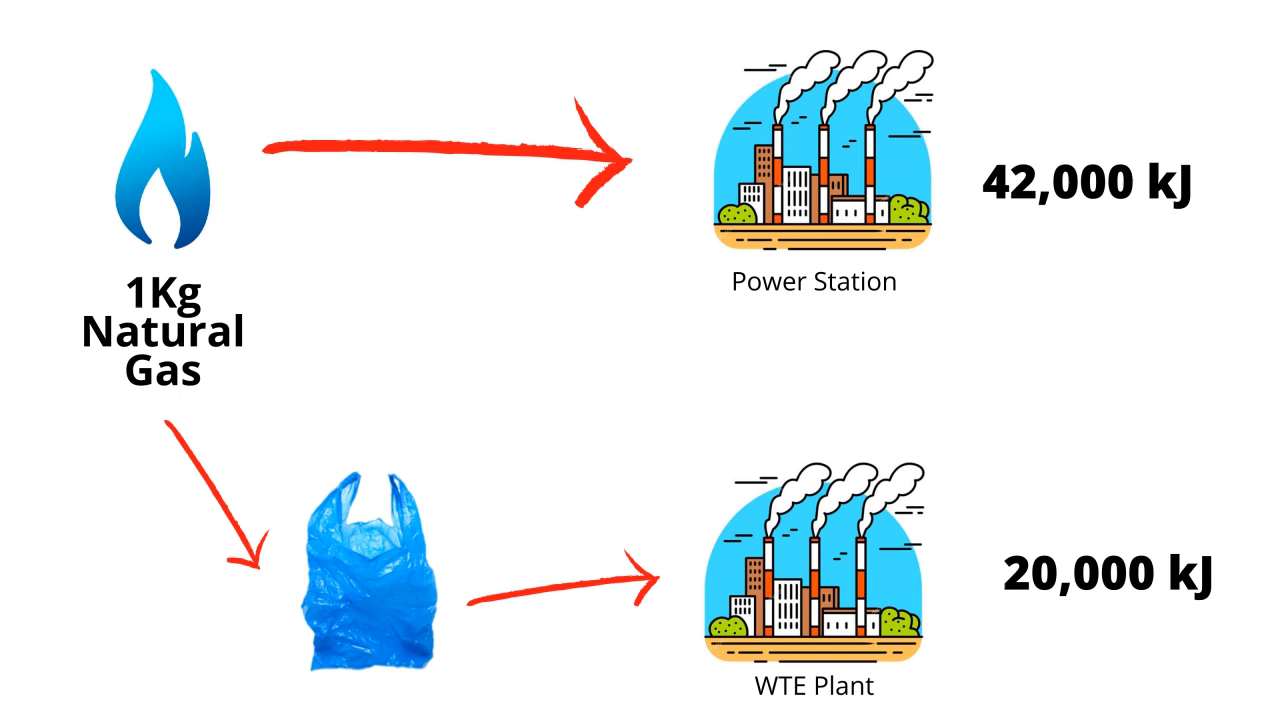 1Kg
Natural
Gas
Power Station
42,000 kJ
WTE Plant
20,000 kJ